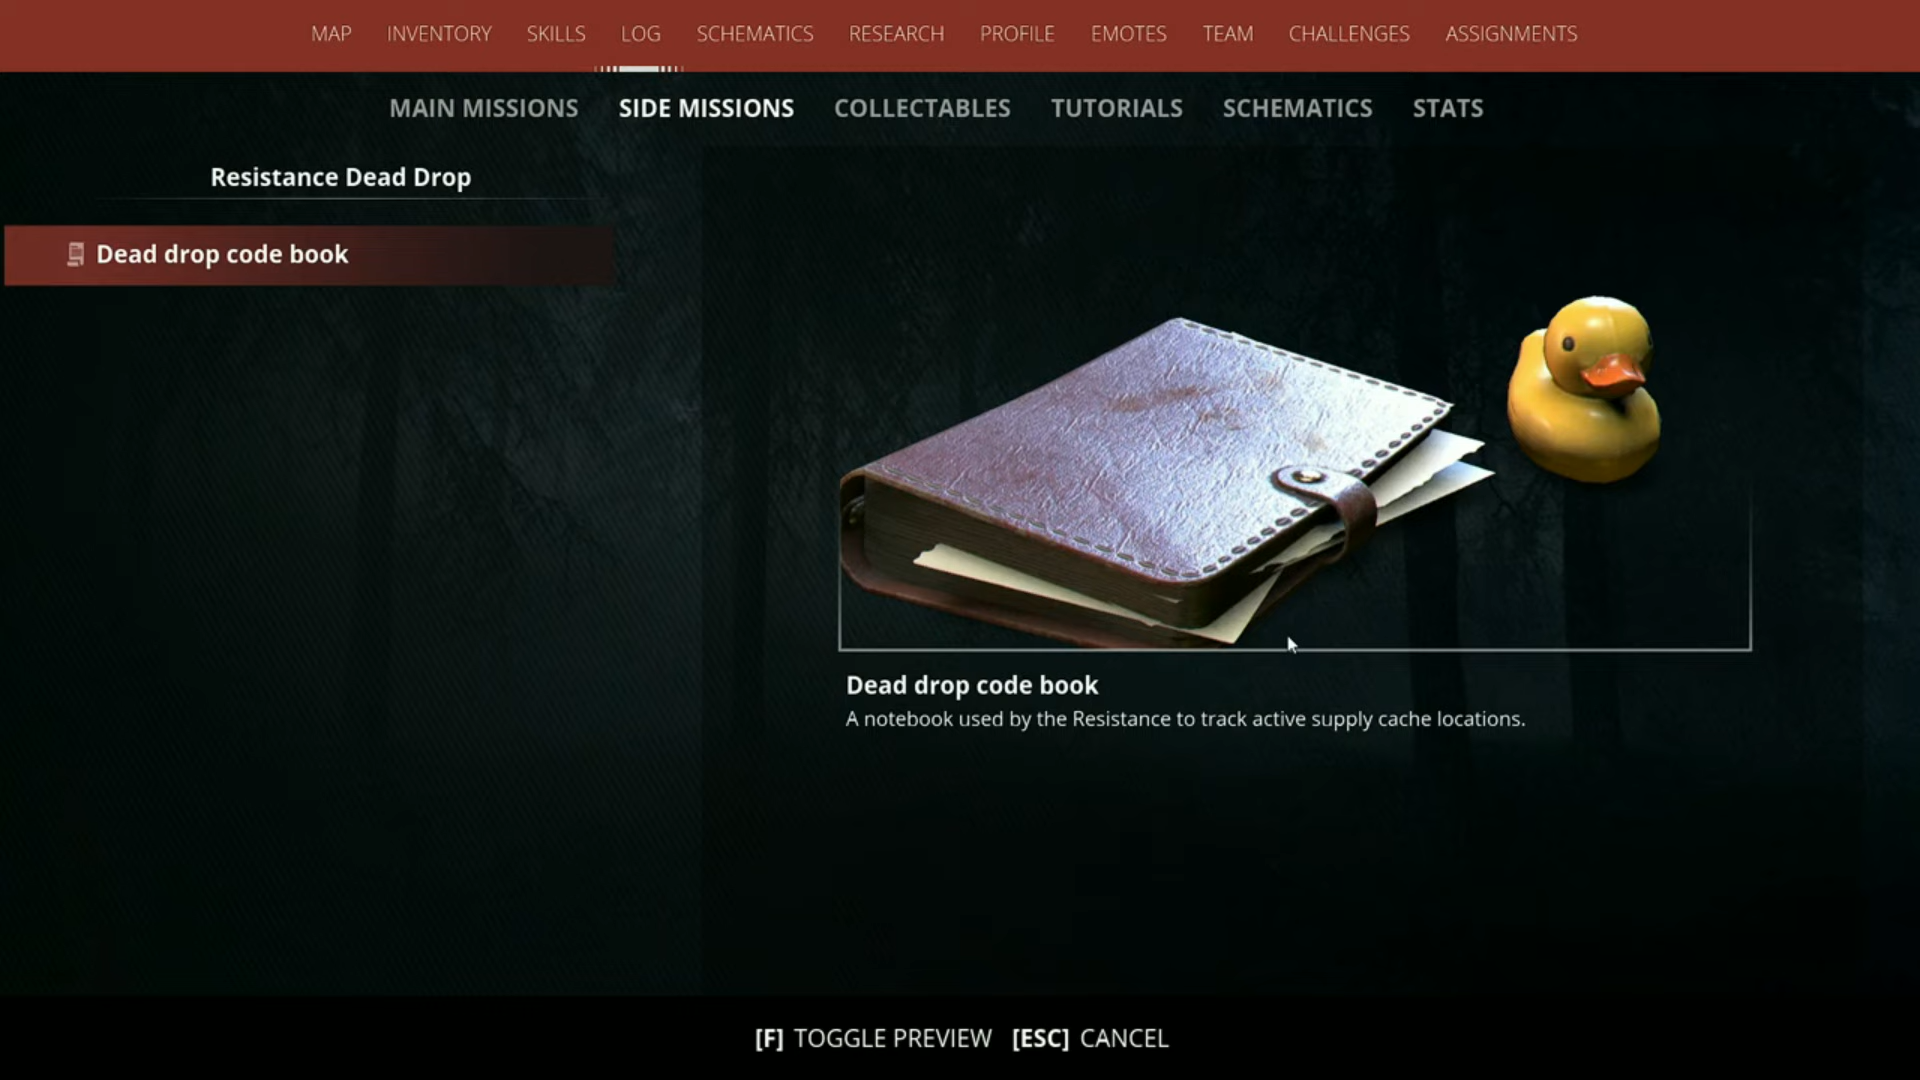 MAP INVENTORY SKILLS LOG SCHEMATICS RESEARCH PROFILE EMOTES TEAM CHALLENGES ASSIGNMENTS
MAIN MISSIONS SIDE MISSIONS COLLECTABLES TUTORIALS SCHEMATICS STATS
Resistance Dead Drop
Dead drop code book
Dead drop code book
A notebook used by the Resistance to track active supply cache locations.
[F] TOGGLE PREVIEW [ESC] CANCEL